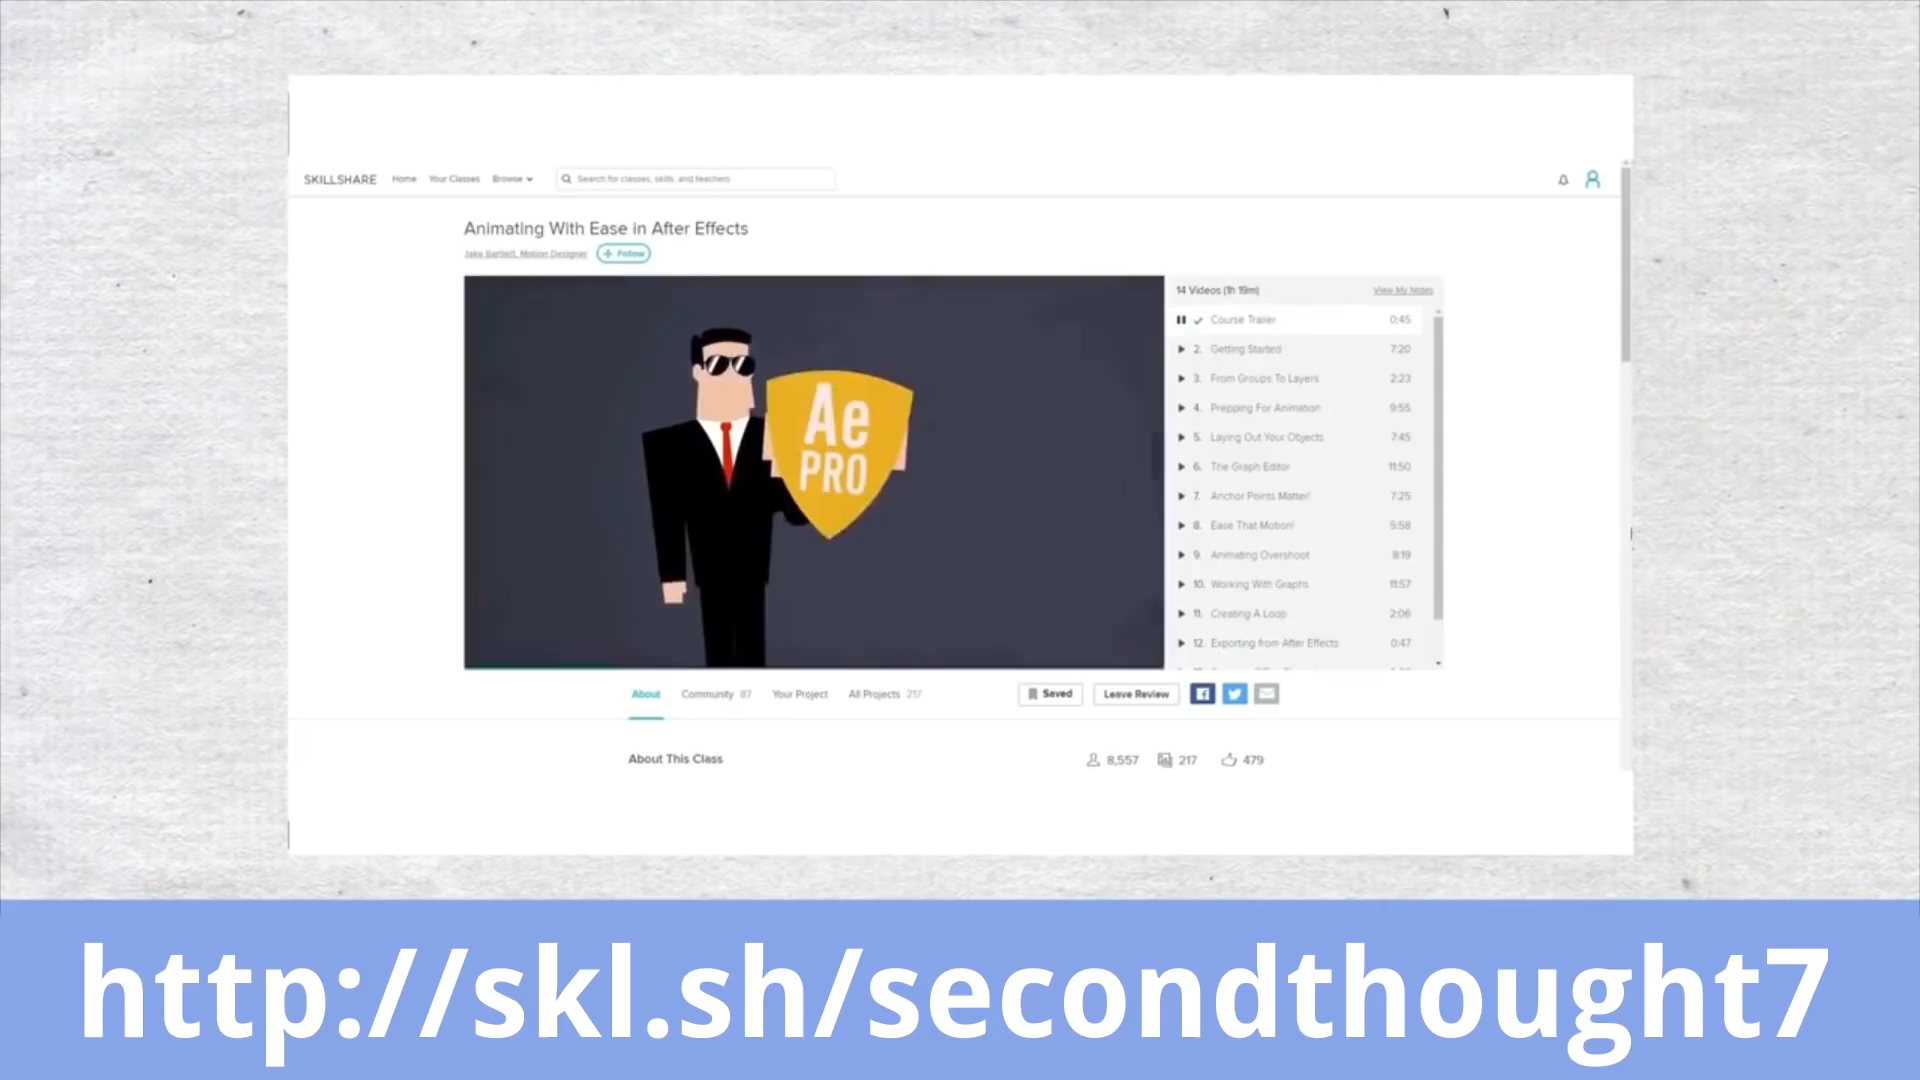 SKILLSHARE Home Your Classes Browse Search for classes, skills, and teachers
Animating With Ease in After Effects
Jake Bartlett, Motion Designer + Follow
Ae
PRO
14 Videos (1h 19m) View My Notes
Course Trailer 0:45
2. Getting Started 7:20
3. From Groups To Layers 2:23
4. Prepping For Animation 9:55
5. Laying Out Your Objects 7:45
6. The Graph Editor 11:50
7. Anchor Points Matter! 7:25
8. Ease That Motion! 5:58
9. Animating Overshoot 8:19
10. Working With Graphs 11:57
11. Creating A Loop 2:06
12. Exporting from After Effects 0:47
About Community 87 Your Project All Projects 217 Saved Leave Review
About This Class 8,557 217 479
http://skl.sh/secondthought7